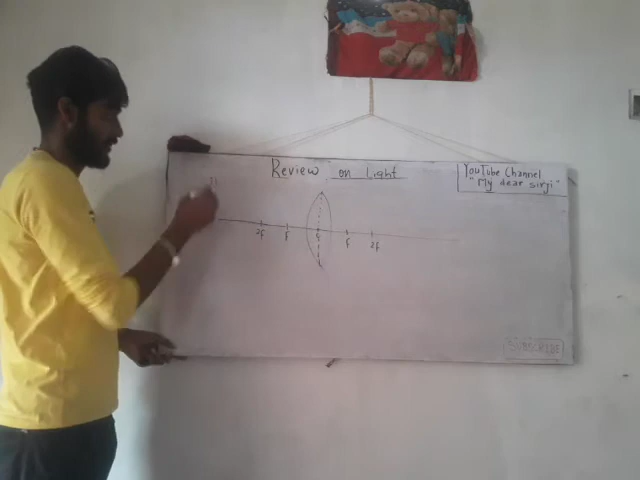 Review on Light
YouTube Channel
"My dear sirji"
2F F F 2F
SUBSCRIBE